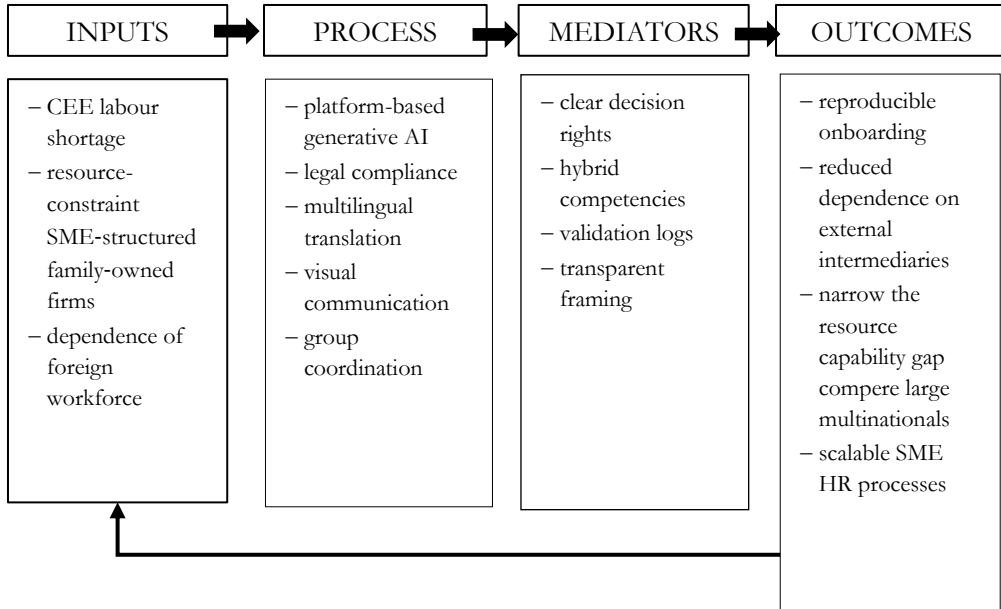 INPUTS
PROCESS
MEDIATORS
OUTCOMES
– CEE labour
shortage
– resource-
constraint
SME-structured
family-owned
firms
– dependence of
foreign
workforce
– platform-based
generative AI
– legal compliance
– multilingual
translation
– visual
communication
– group
coordination
– clear decision
rights
– hybrid
competencies
– validation logs
– transparent
framing
– reproducible
onboarding
– reduced
dependence on
external
intermediaries
– narrow the
resource
capability gap
compere large
multinationals
– scalable SME
HR processes